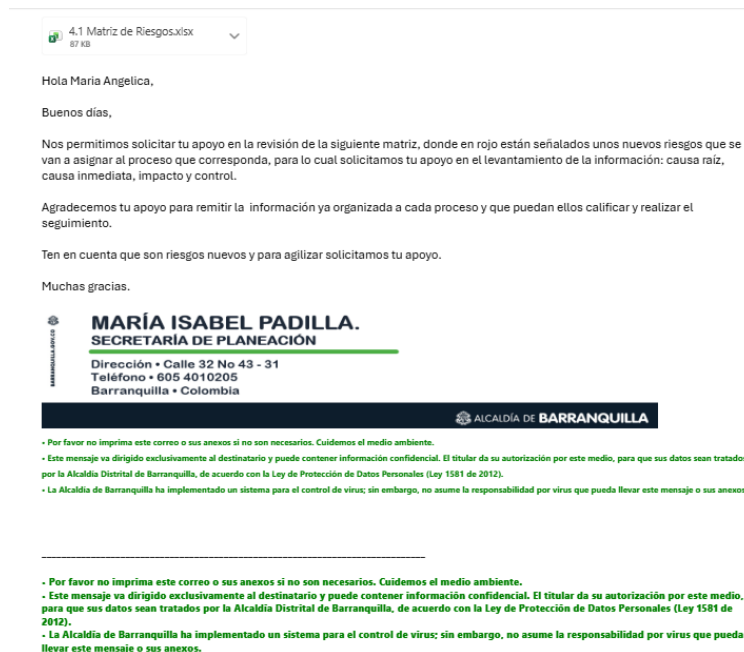 4.1 Matriz de Riesgos.xlsx
87 KB
Hola Maria Angelica,
Buenos días,
Nos permitimos solicitar tu apoyo en la revisión de la siguiente matriz, donde en rojo están señalados unos nuevos riesgos que se
van a asignar al proceso que corresponda, para lo cual solicitamos tu apoyo en el levantamiento de la información: causa raíz,
causa inmediata, impacto y control.
Agradecemos tu apoyo para remitir la información ya organizada a cada proceso y que puedan ellos calificar y realizar el
seguimiento.
Ten en cuenta que son riesgos nuevos y para agilizar solicitamos tu apoyo.
Muchas gracias.
BARRANQUILLA.GOV.CO
MARÍA ISABEL PADILLA.
SECRETARÍA DE PLANEACIÓN
Dirección • Calle 32 No 43 - 31
Teléfono • 605 4010205
Barranquilla • Colombia
ALCALDÍA DE BARRANQUILLA
• Por favor no imprima este correo o sus anexos si no son necesarios. Cuidemos el medio ambiente.
• Este mensaje va dirigido exclusivamente al destinatario y puede contener información confidencial. El titular da su autorización por este medio, para que sus datos sean tratados
por la Alcaldía Distrital de Barranquilla, de acuerdo con la Ley de Protección de Datos Personales (Ley 1581 de 2012).
• La Alcaldía de Barranquilla ha implementado un sistema para el control de virus; sin embargo, no asume la responsabilidad por virus que pueda llevar este mensaje o sus anexos
- Por favor no imprima este correo o sus anexos si no son necesarios. Cuidemos el medio ambiente.
- Este mensaje va dirigido exclusivamente al destinatario y puede contener información confidencial. El titular da su autorización por este medio,
para que sus datos sean tratados por la Alcaldía Distrital de Barranquilla, de acuerdo con la Ley de Protección de Datos Personales (Ley 1581 de
2012).
- La Alcaldía de Barranquilla ha implementado un sistema para el control de virus; sin embargo, no asume la responsabilidad por virus que pueda
llevar este mensaje o sus anexos.